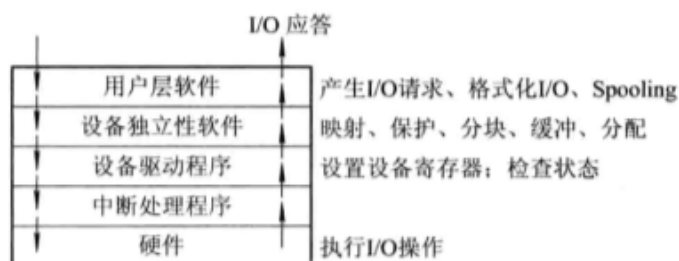 I/O 应答
用户层软件 产生I/O请求、格式化I/O、Spooling
设备独立性软件 映射、保护、分块、缓冲、分配
设备驱动程序 设置设备寄存器；检查状态
中断处理程序
硬件 执行I/O操作